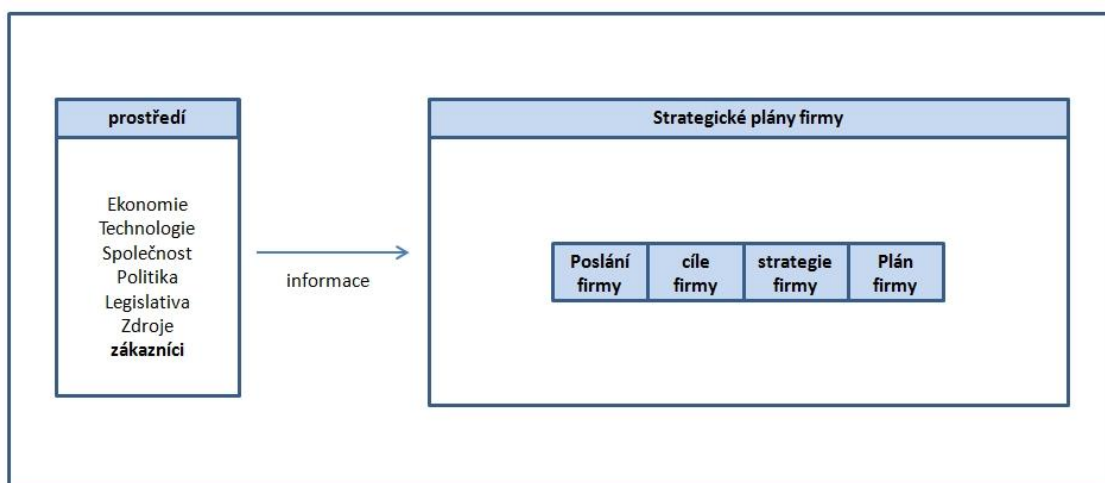 prostředí
Ekonomie
Technologie
Společnost
Politika
Legislativa
Zdroje
zákazníci
informace
Strategické plány firmy
Poslání
firmy
cíle
firmy
strategie
firmy
Plán
firmy